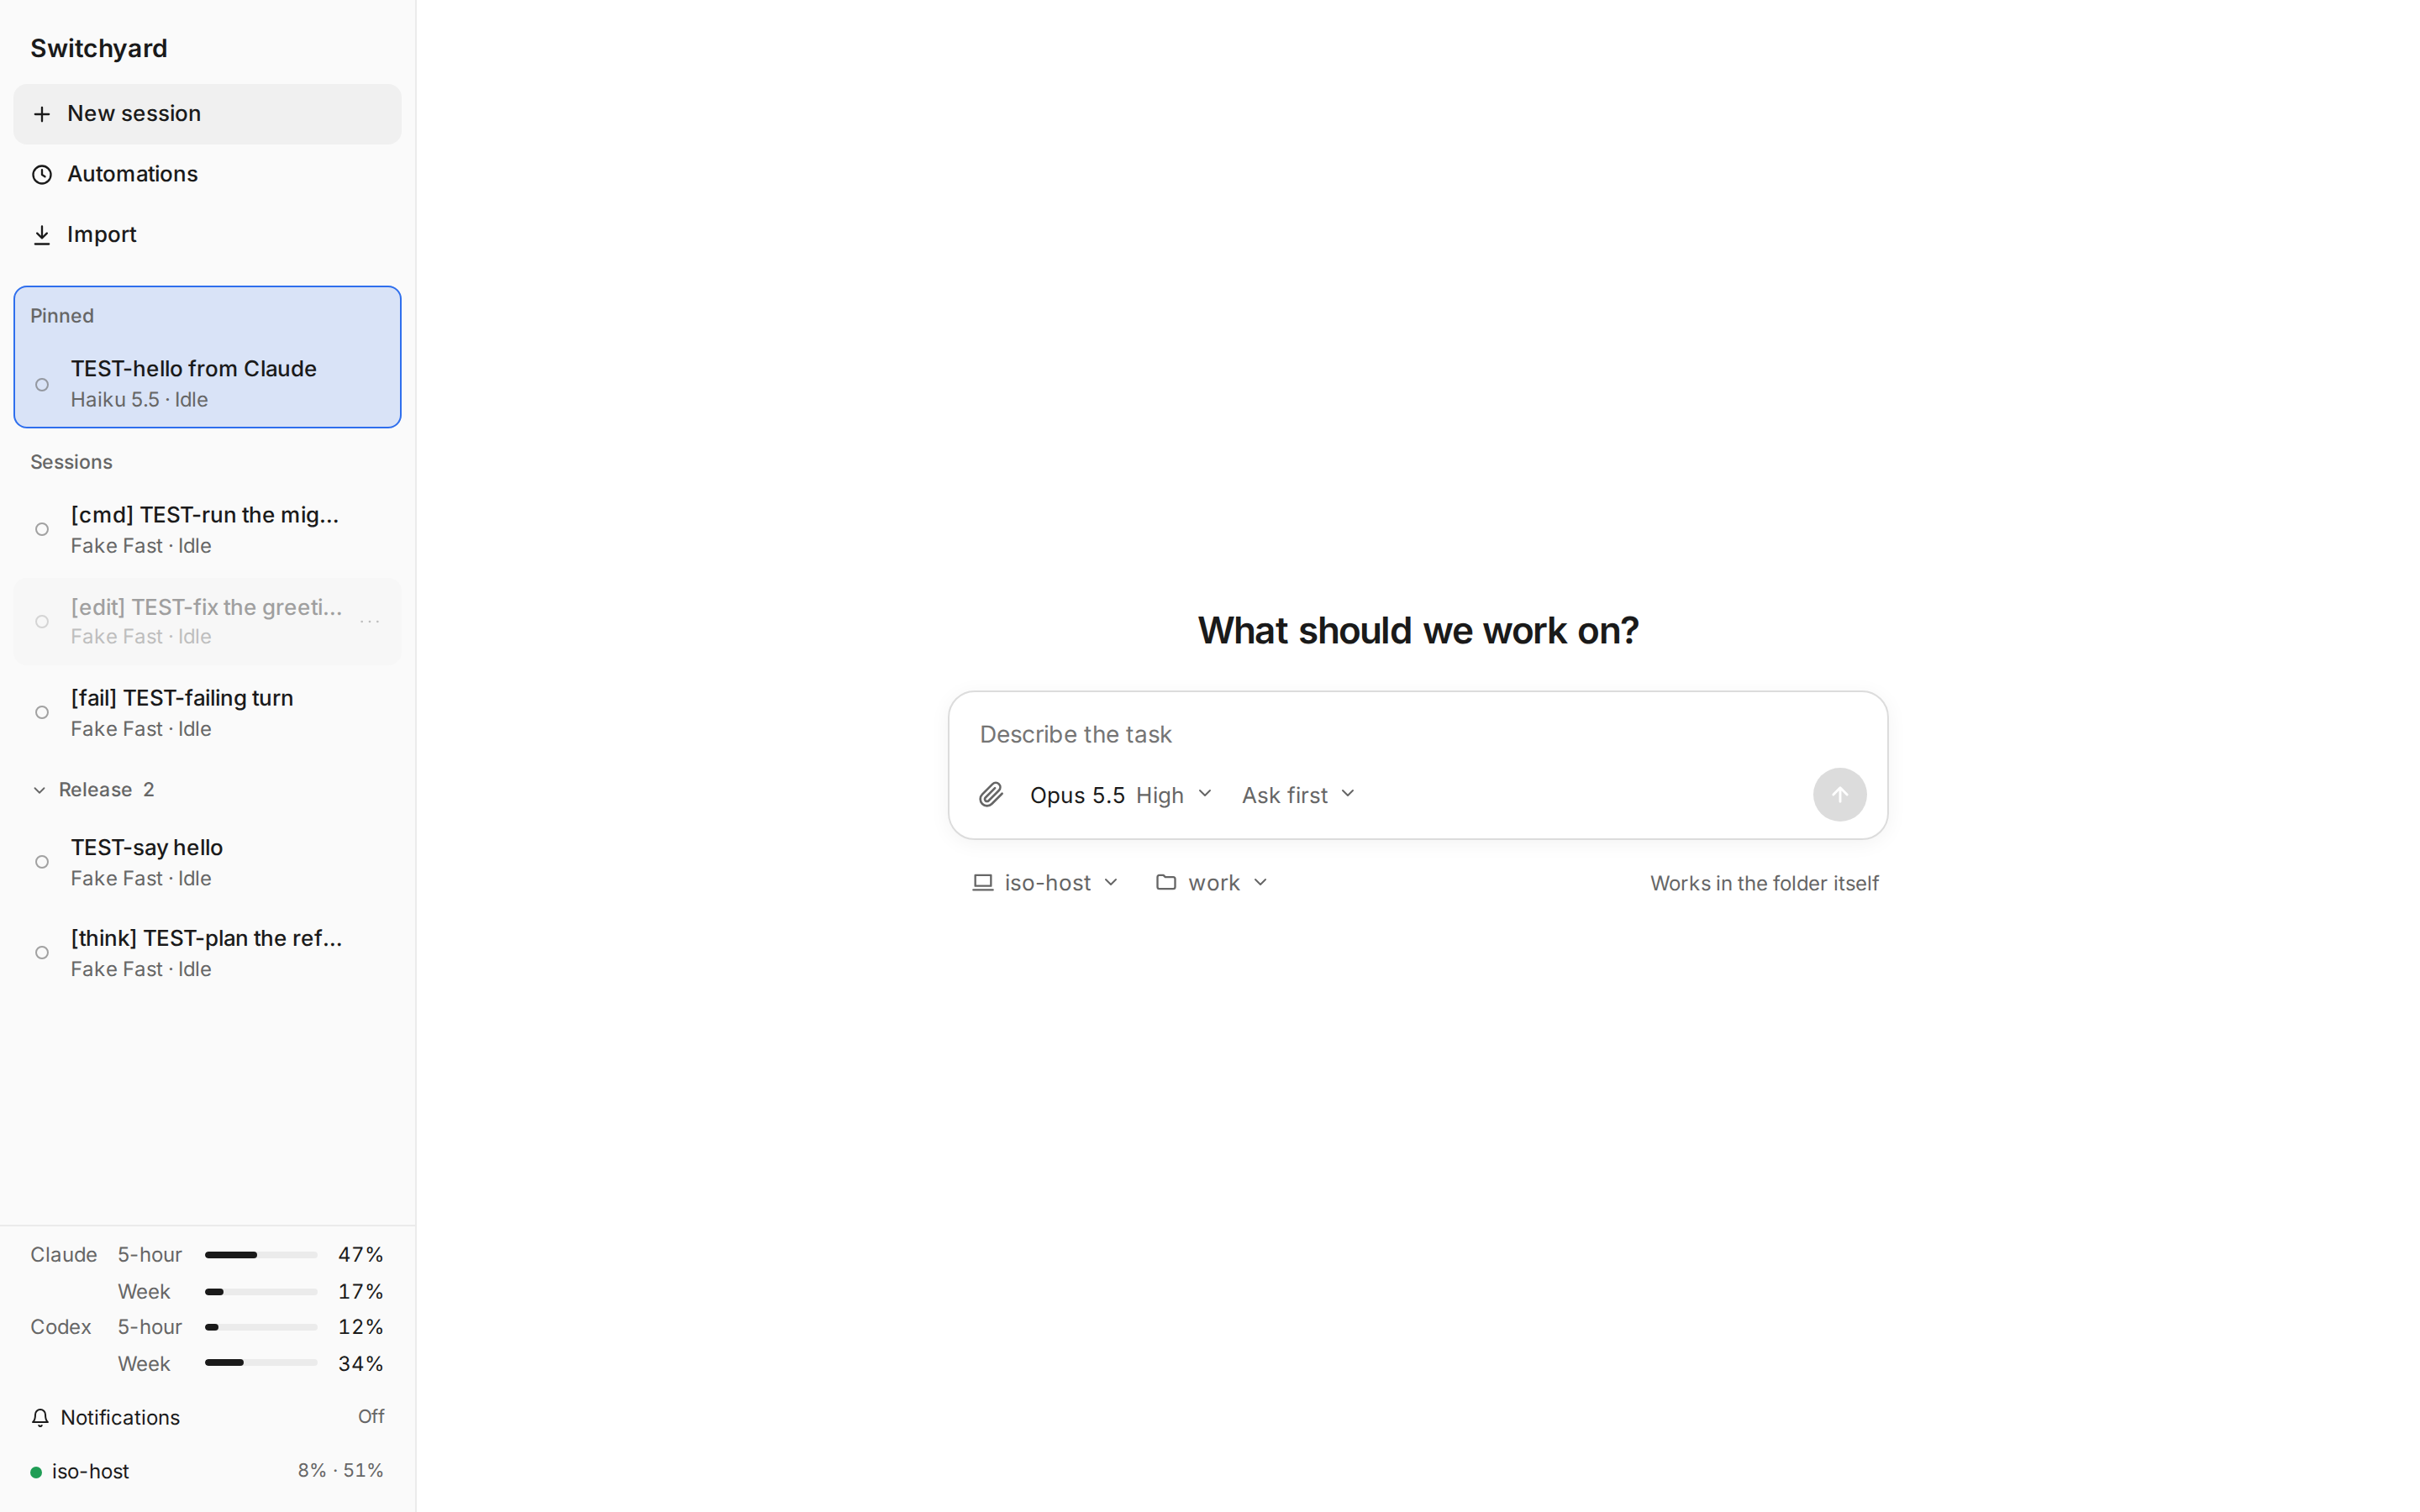 Switchyard
New session
Automations
Import
Pinned
TEST-hello from Claude
Haiku 5.5 · Idle
Sessions
[cmd] TEST-run the mig...
Fake Fast · Idle
[edit] TEST-fix the greeti...
Fake Fast · Idle
[fail] TEST-failing turn
Fake Fast · Idle
Release 2
TEST-say hello
Fake Fast · Idle
[think] TEST-plan the ref...
Fake Fast · Idle
Claude 5-hour 47%
Week 17%
Codex 5-hour 12%
Week 34%
Notifications Off
iso-host 8% · 51%
What should we work on?
Describe the task
Opus 5.5 High Ask first
iso-host work Works in the folder itself